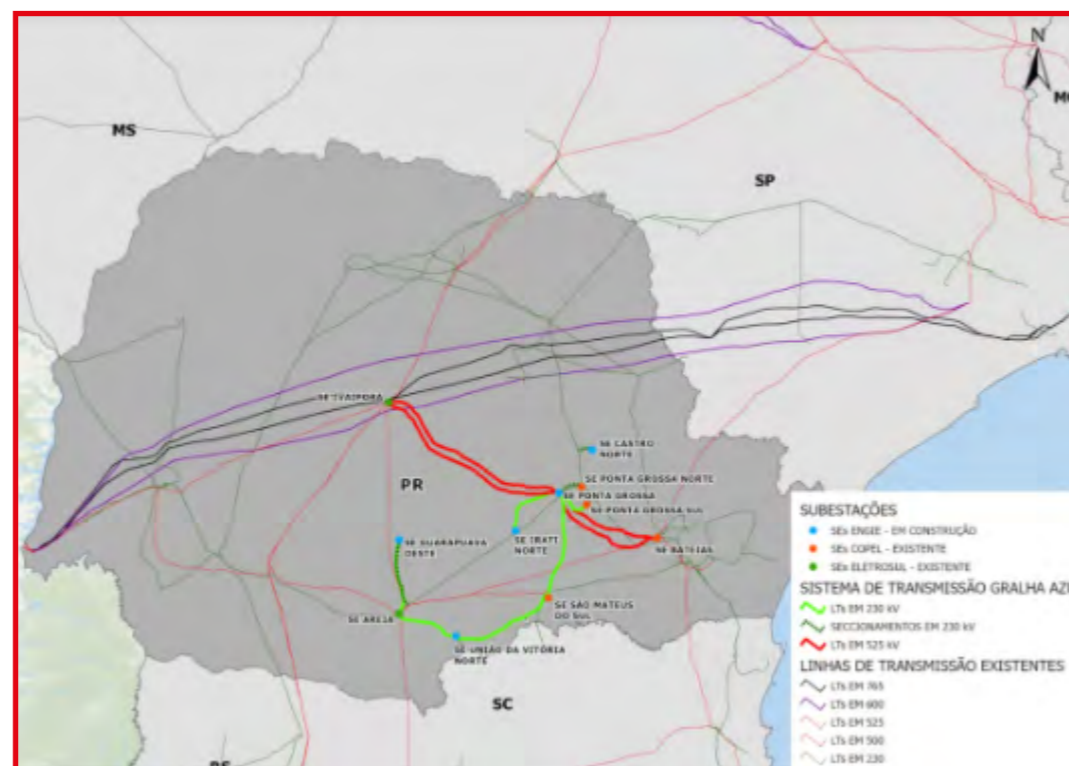 N
MS
SP
SE IVAIPORÃ
SE CASTRO
NORTE
SE PONTA GROSSA NORTE
PR
SE PONTA GROSSA
SE PONTA GROSSA SUL
SE GUARAPUAVA
OESTE
SE IRATI
NORTE
SE BATEIAS
SE AREIA
SE SÃO MATEUS
DO SUL
SE UNIÃO DA VITÓRIA
NORTE
SC
SUBESTAÇÕES
SEs ENGIE - EM CONSTRUÇÃO
SEs COPEL - EXISTENTE
SEs ELETROSUL - EXISTENTE
SISTEMA DE TRANSMISSÃO GRALHA AZ
LTs EM 230 kV
SECCIONAMENTOS EM 230 kV
LTs EM 525 kV
LINHAS DE TRANSMISSÃO EXISTENTES
LTs EM 765
LTs EM 600
LTs EM 525
LTs EM 500
LTs EM 230